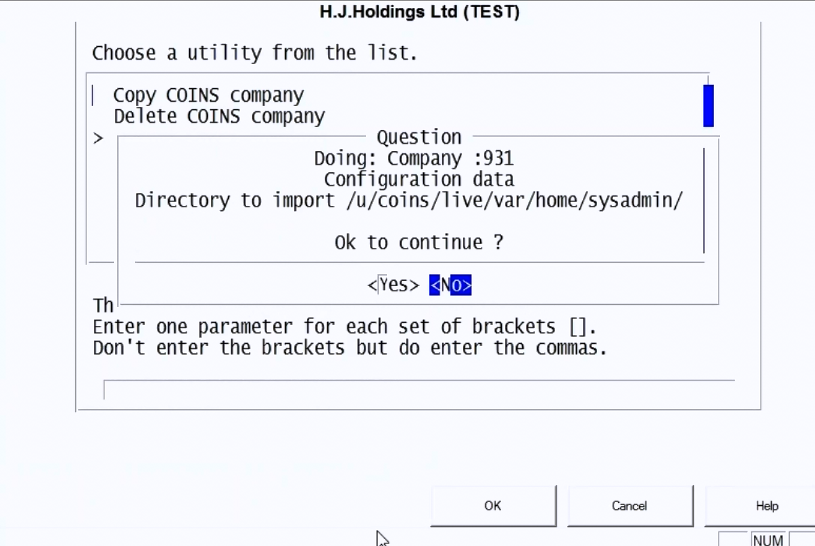 H.J.Holdings Ltd (TEST)
Choose a utility from the list.
Copy COINS company
Delete COINS company
>
Question
Doing: Company :931
Configuration data
Directory to import /u/coins/live/var/home/sysadmin/
Ok to continue ?
<Yes> <No>
Th
Enter one parameter for each set of brackets [].
Don't enter the brackets but do enter the commas.
OK Cancel Help
NUM